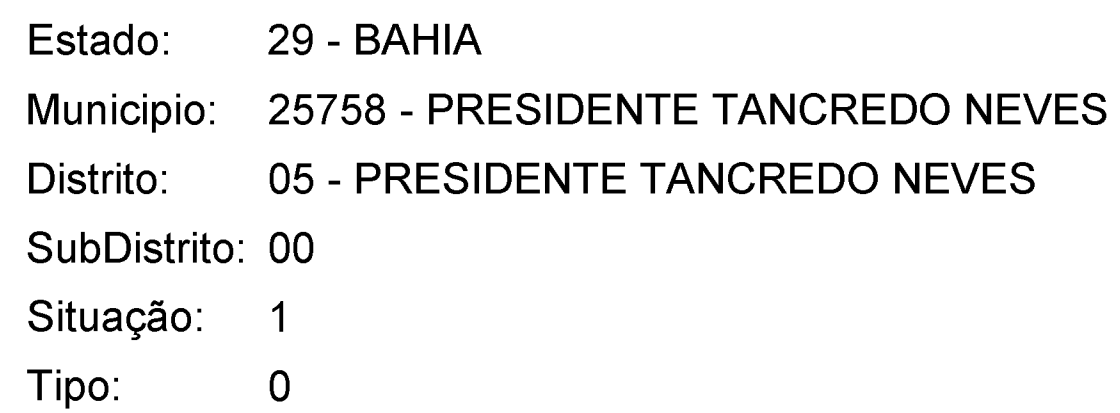 Estado: 29 - BAHIA
Municipio: 25758 - PRESIDENTE TANCREDO NEVES
Distrito: 05 - PRESIDENTE TANCREDO NEVES
SubDistrito: 00
Situação: 1
Tipo: 0